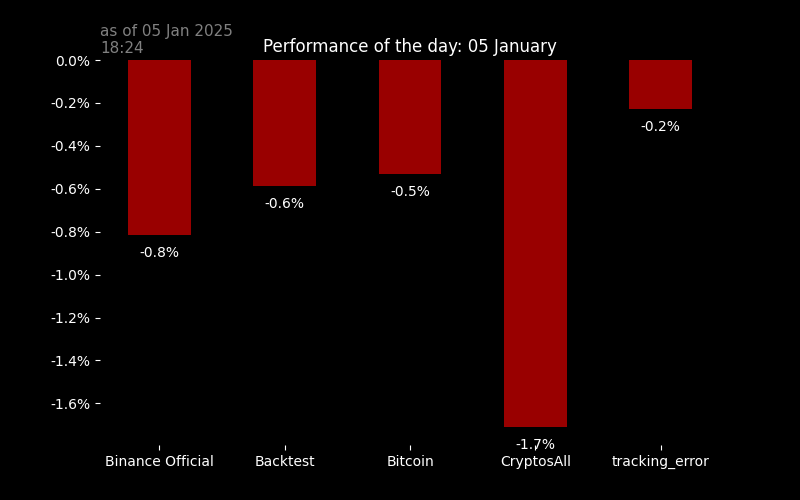 as of 05 Jan 2025
18:24
Performance of the day: 05 January
0.0%
-0.2%
-0.4%
-0.6%
-0.8%
-1.0%
-1.2%
-1.4%
-1.6%
-0.8%
-0.6%
-0.5%
-1.7%
-0.2%
Binance Official
Backtest
Bitcoin
CryptosAll
tracking_error